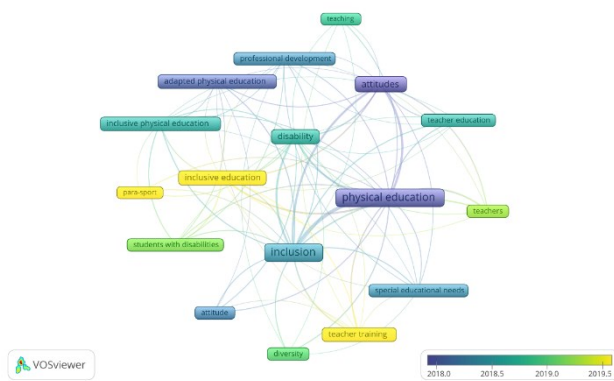 teaching
professional development
adapted physical education
attitudes
inclusive physical education
teacher education
disability
inclusive education
para-sport
physical education
teachers
students with disabilities
inclusion
special educational needs
attitude
teacher training
diversity
VOSviewer
2018.0 2018.5 2019.0 2019.5